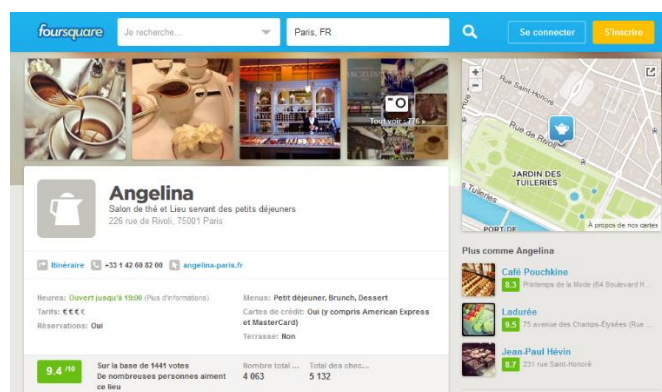 foursquare
Je recherche...
Paris, FR
Se connecter
S'inscrire
Tout voir : 776 »
Rue Saint-Honoré
Rue de Rivoli
JARDIN DES
TUILERIES
s Tuileries
PORT DE
À propos de nos cartes
Angelina
Salon de thé et Lieu servant des petits déjeuners
226 rue de Rivoli, 75001 Paris
Itinéraire
+33 1 42 60 82 00
angelina-paris.fr
Heures: Ouvert jusqu'à 19:00 (Plus d'informations)
Tarifs: €€€€
Réservations: Oui
Menus: Petit déjeuner, Brunch, Dessert
Cartes de crédit: Oui (y compris American Express
et MasterCard)
Terrasse: Non
9.4 /10
Sur la base de 1441 votes
De nombreuses personnes aiment
ce lieu
Nombre total ...
4 063
Total des chec...
5 132
Plus comme Angelina
Café Pouchkine
8.3 Printemps de la Mode (64 Boulevard H...
Ladurée
9.5 75 avenue des Champs-Elysées (Rue ...
Jean-Paul Hévin
8.7 231 rue Saint-Honoré